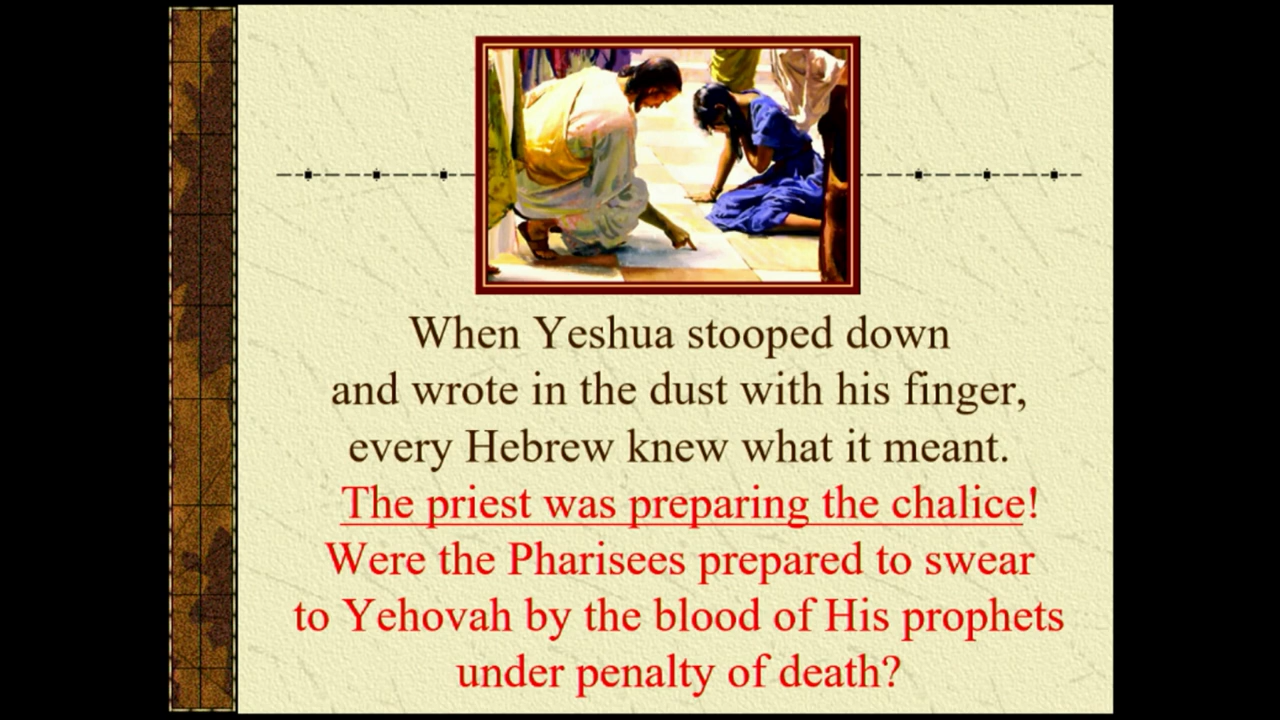 When Yeshua stooped down
and wrote in the dust with his finger,
every Hebrew knew what it meant.
The priest was preparing the chalice!
Were the Pharisees prepared to swear
to Yehovah by the blood of His prophets
under penalty of death?